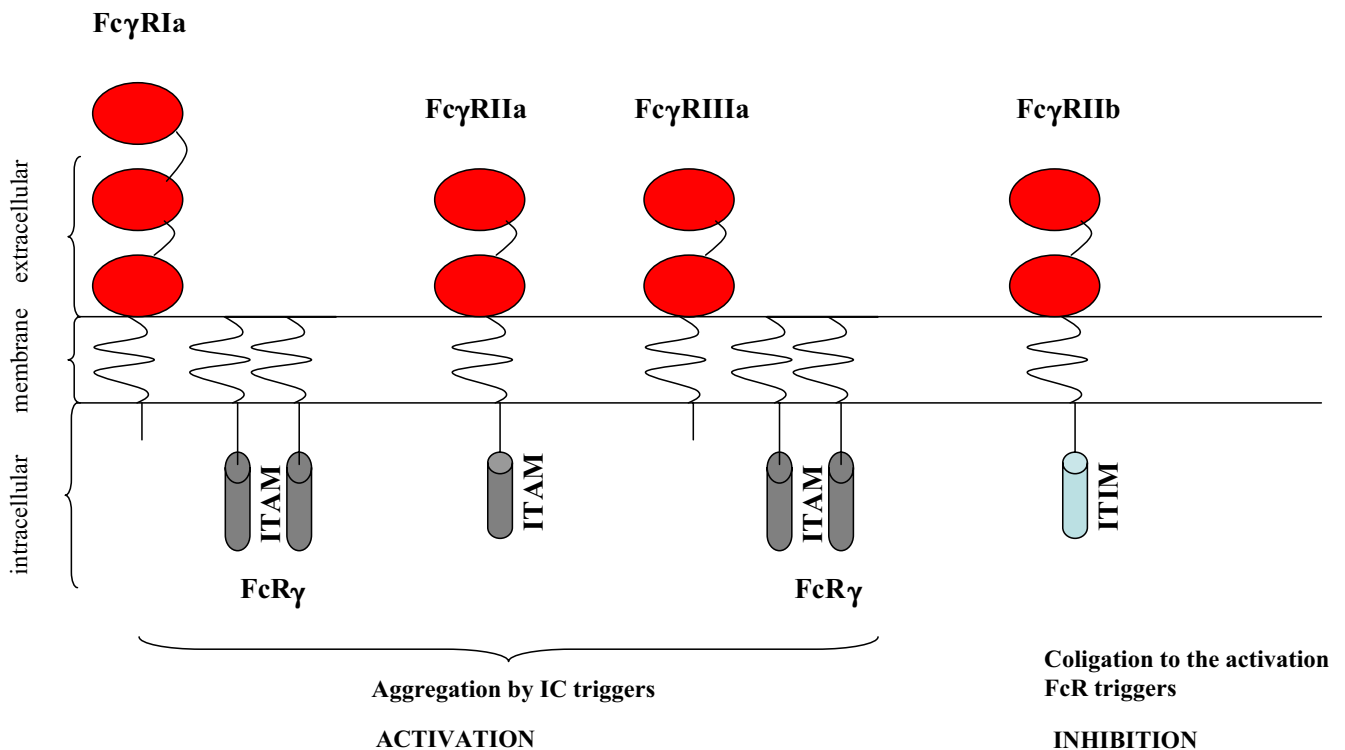 FcγRIa
FcγRIIa
FcγRIIIa
FcγRIIb
extracellular
membrane
intracellular
ITAM
ITAM
ITAM
ITIM
FcRγ
FcRγ
Aggregation by IC triggers
ACTIVATION
Coligation to the activation
FcR triggers
INHIBITION